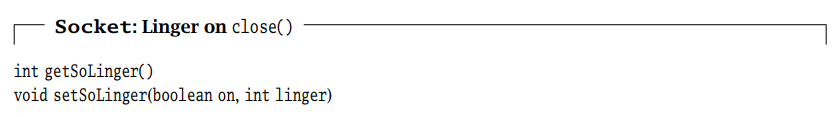 Socket: Linger on close()
int getSoLinger()
void setSoLinger(boolean on, int linger)